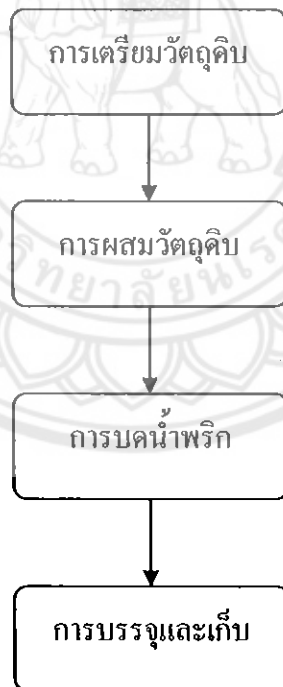 การเตรียมวัตถุดิบ
การผสมวัตถุดิบ
การบดน้ำพริก
การบรรจุและเก็บ